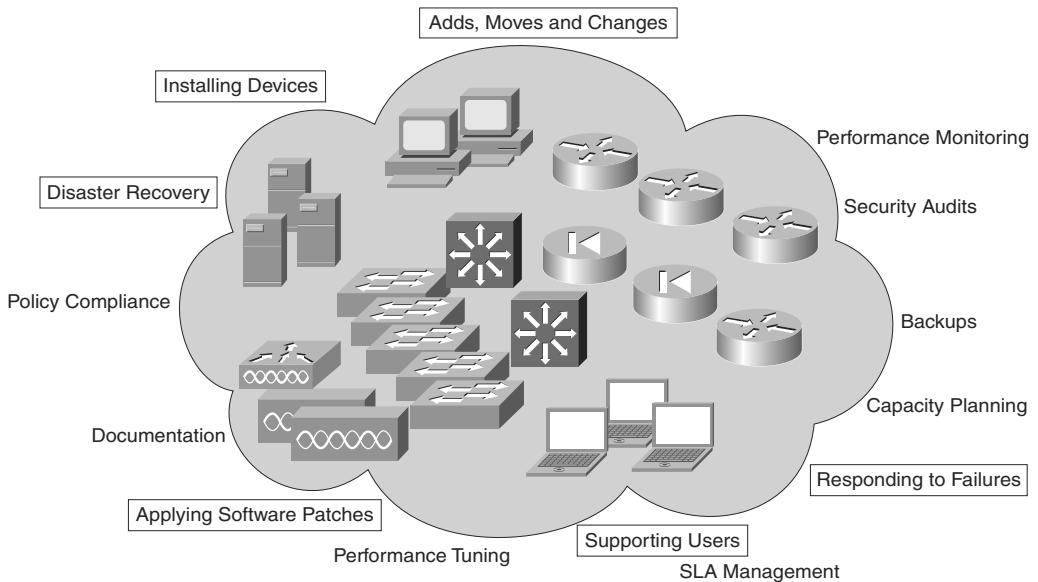 Adds, Moves and Changes
Installing Devices
Performance Monitoring
Disaster Recovery
Security Audits
Policy Compliance
Backups
Capacity Planning
Documentation
Responding to Failures
Applying Software Patches
Supporting Users
Performance Tuning
SLA Management